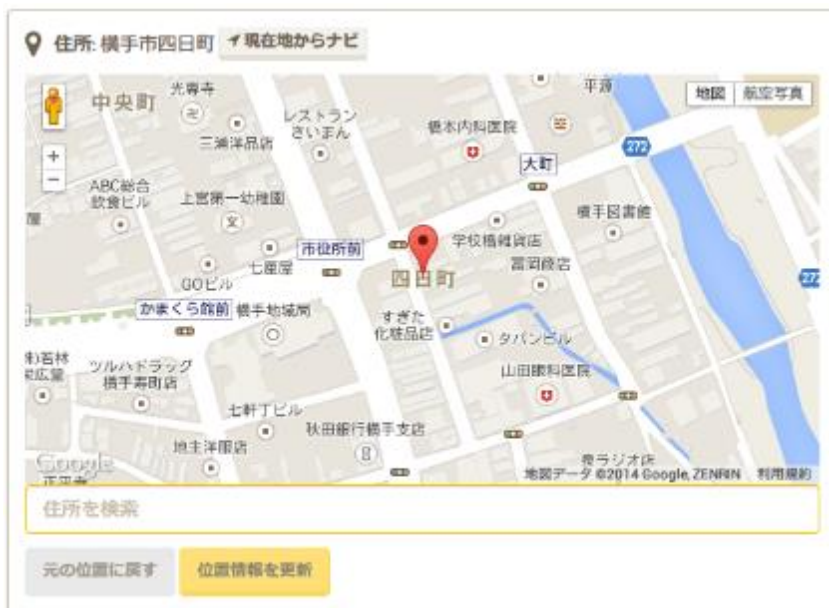 住所: 横手市四日町
現在地からナビ
光専寺
平源
中央町
地図
航空写真
レストラン
さいまん
三浦洋品店
橋本内科医院
272
大町
ABC総合
飲食ビル
上宮第一幼稚園
横手図書館
市役所前
学校橋雑貨店
七座屋
GOビル
四日町
富岡商店
272
かまくら館前
横手地域局
すぎた
化粧品店
タバンビル
ツルハドラッグ
横手寿町店
山田眼科医院
七軒丁ビル
地主洋服店
秋田銀行横手支店
Google
正平寺
地図データ ©2014 Google, ZENRIN
利用規約
住所を検索
元の位置に戻す
位置情報を更新